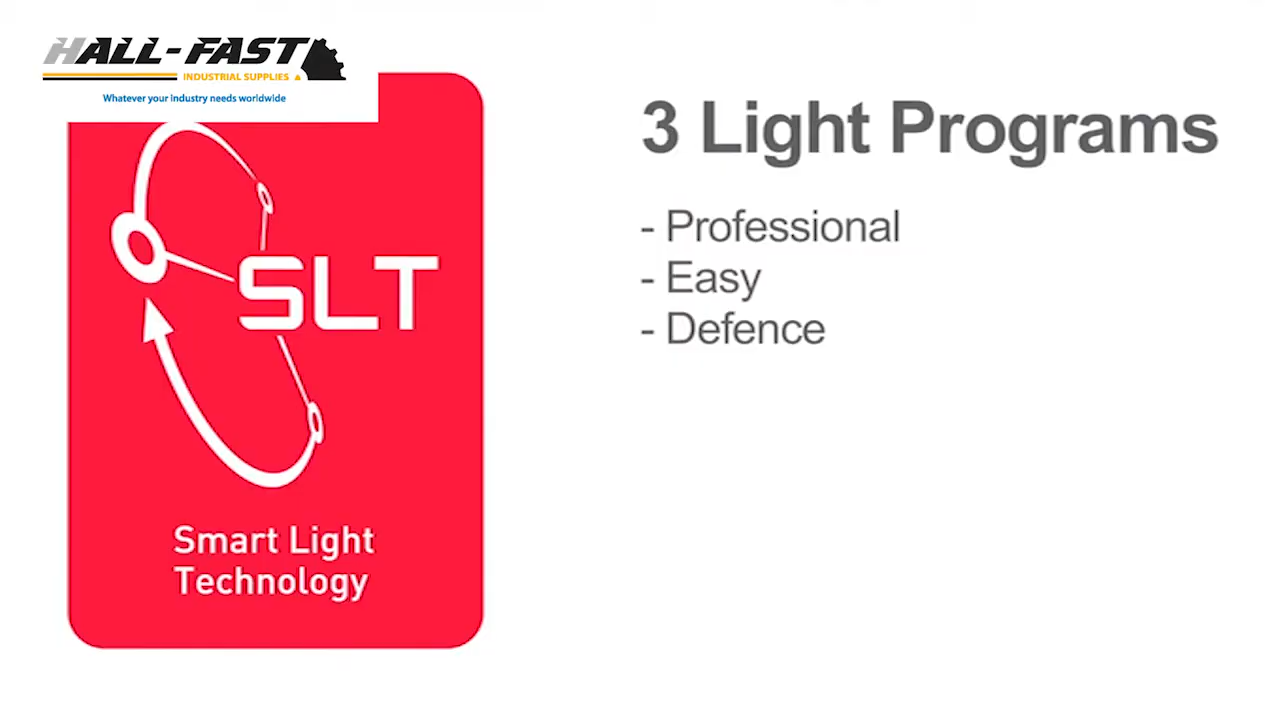 HALL-FAST
INDUSTRIAL SUPPLIES
Whatever your industry needs worldwide
SLT
Smart Light
Technology
3 Light Programs
- Professional
- Easy
- Defence